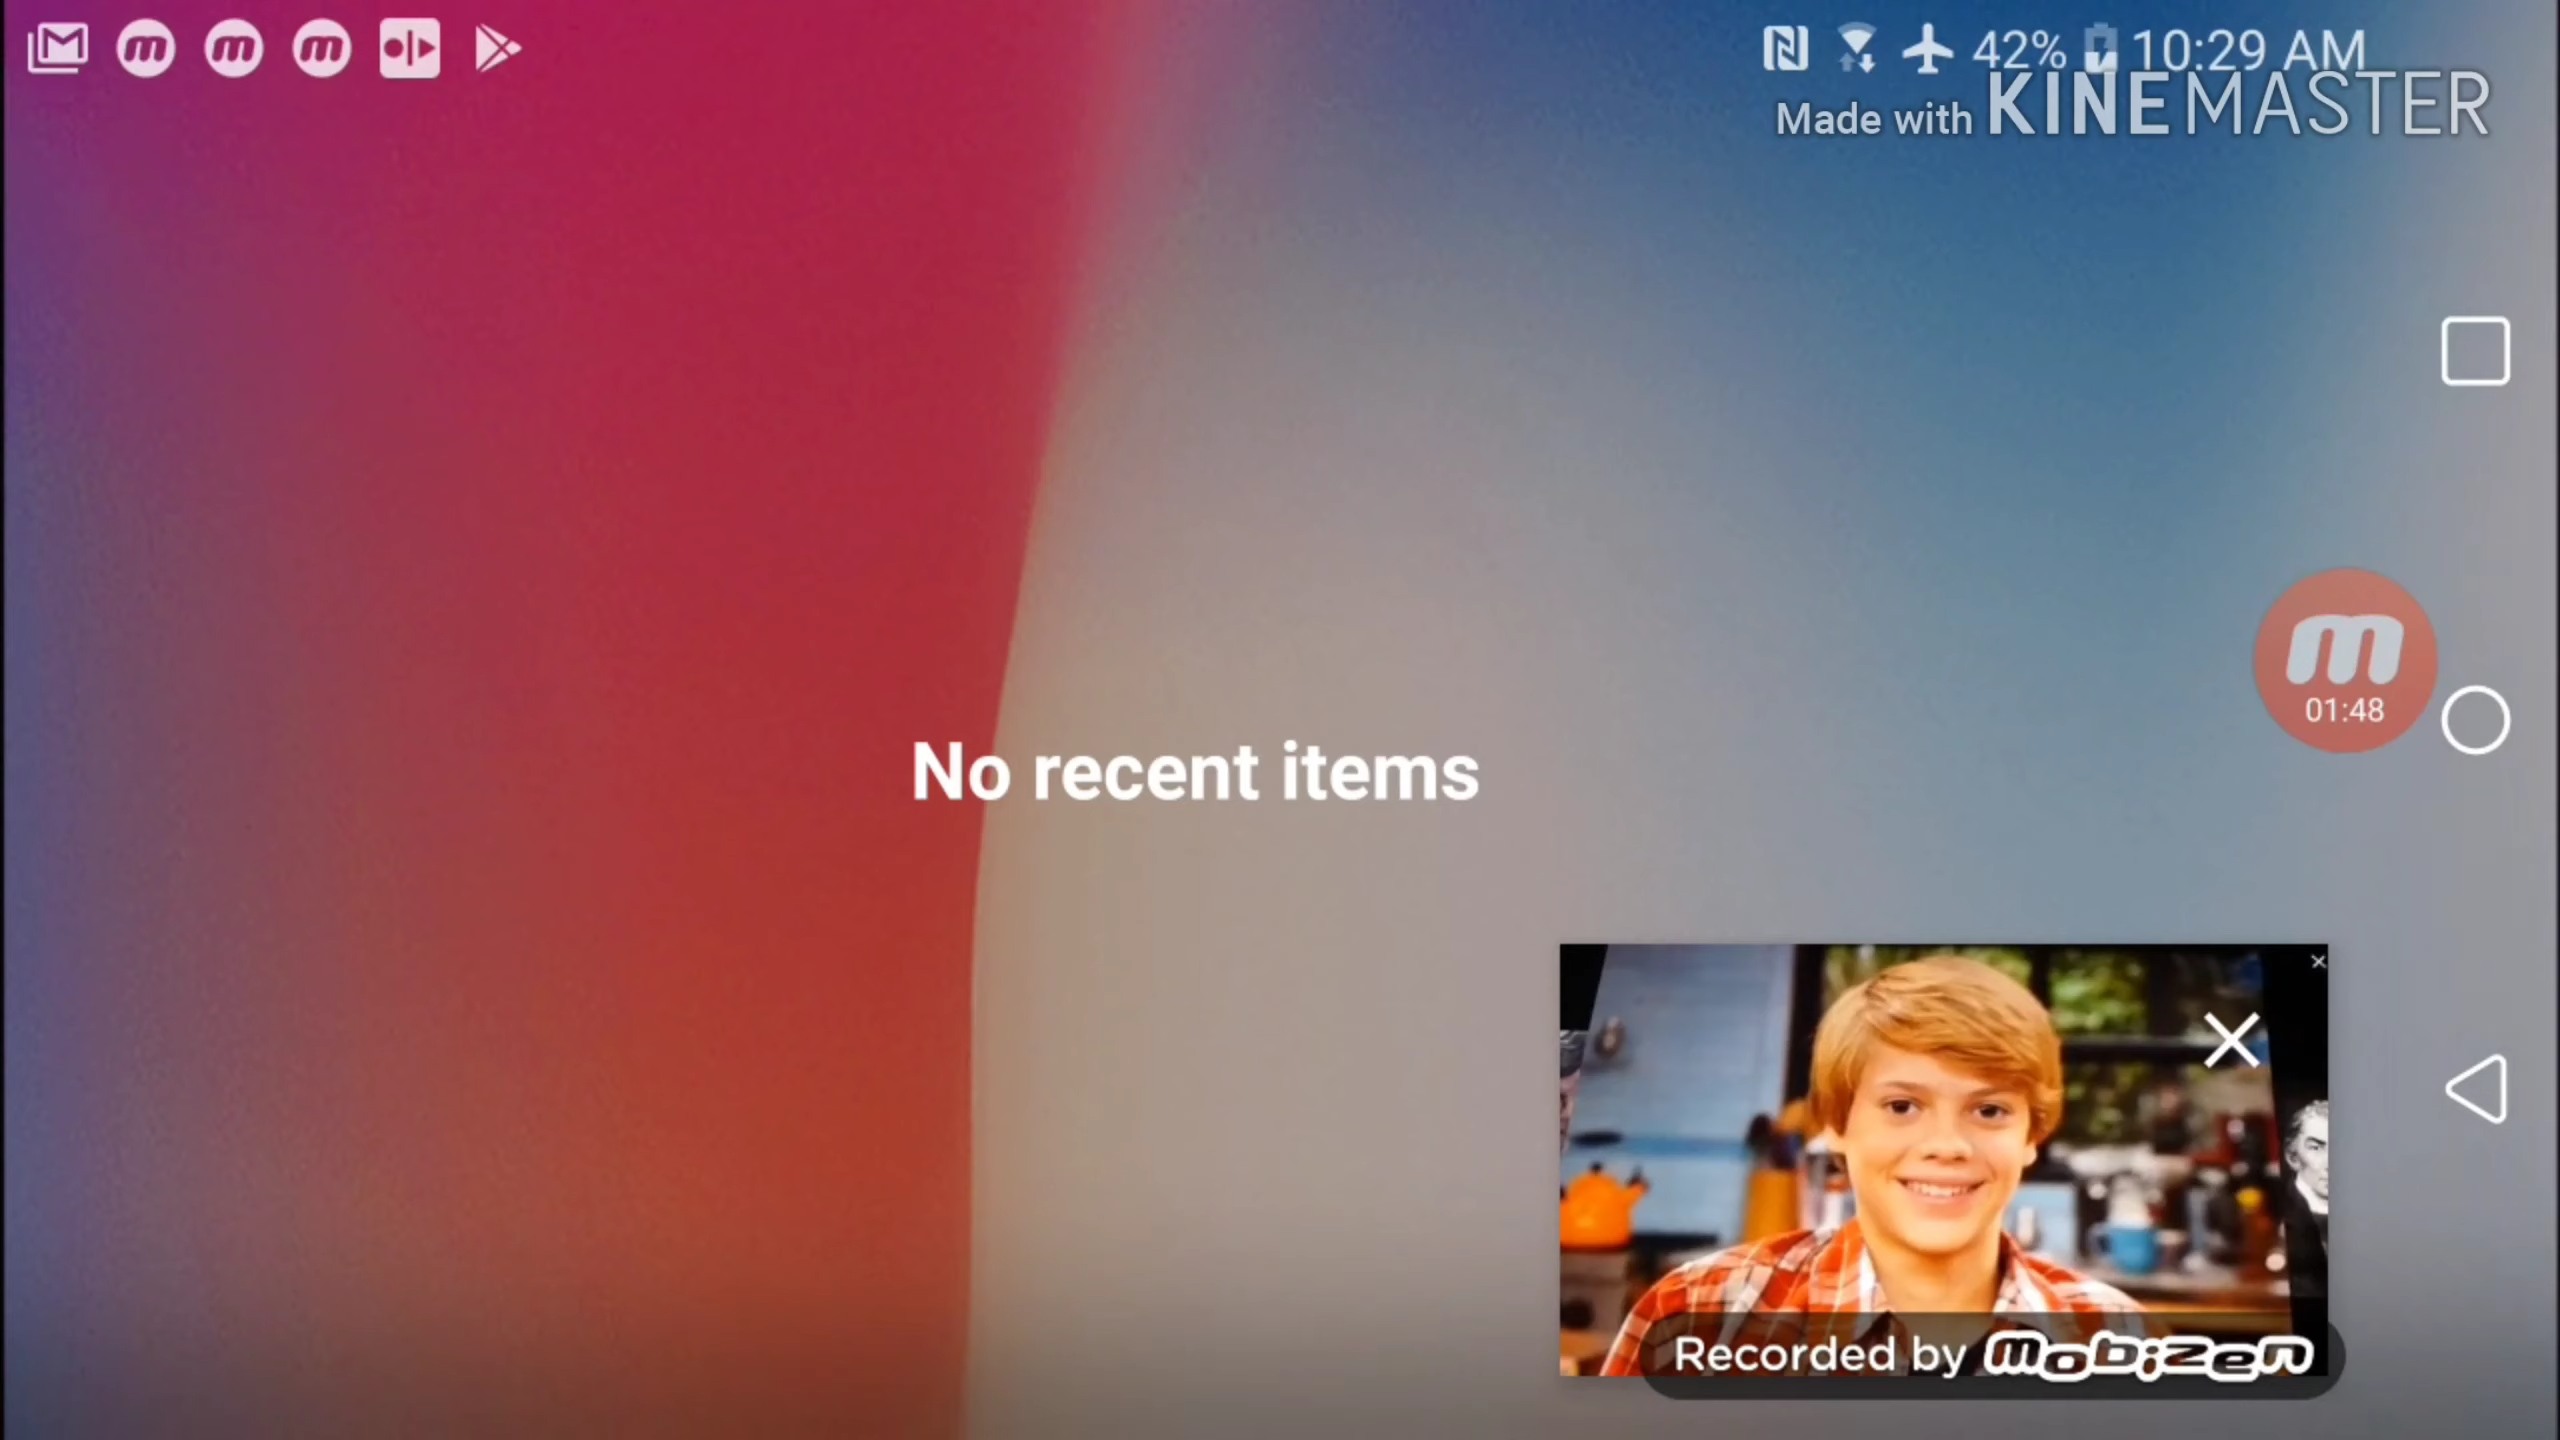 42% 10:29 AM
Made with KINEMASTER
01:48
No recent items
Recorded by mobizen